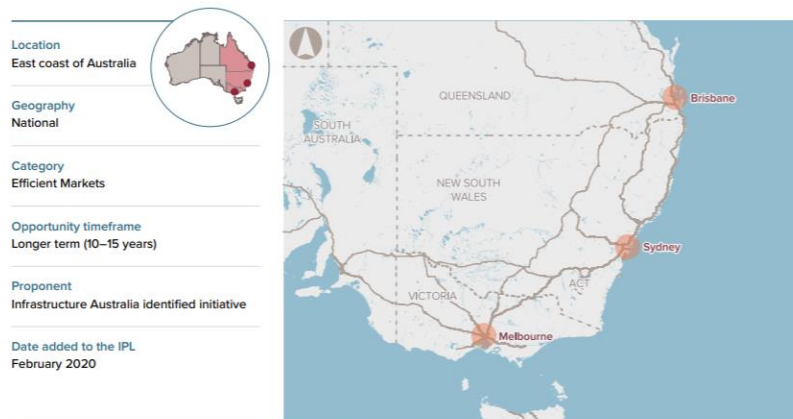 Location
East coast of Australia
Geography
National
Category
Efficient Markets
Opportunity timeframe
Longer term (10–15 years)
Proponent
Infrastructure Australia identified initiative
Date added to the IPL
February 2020
QUEENSLAND
Brisbane
SOUTH
AUSTRALIA
NEW SOUTH
WALES
Sydney
ACT
VICTORIA
Melbourne